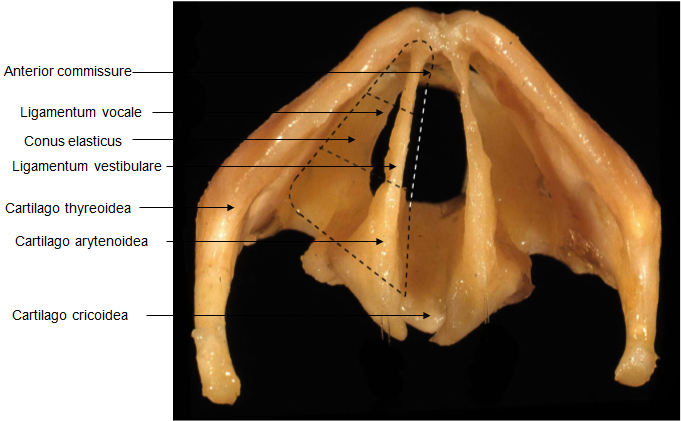 Anterior commissure
Ligamentum vocale
Conus elasticus
Ligamentum vestibulare
Cartilago thyreoidea
Cartilago arytenoidea
Cartilago cricoidea